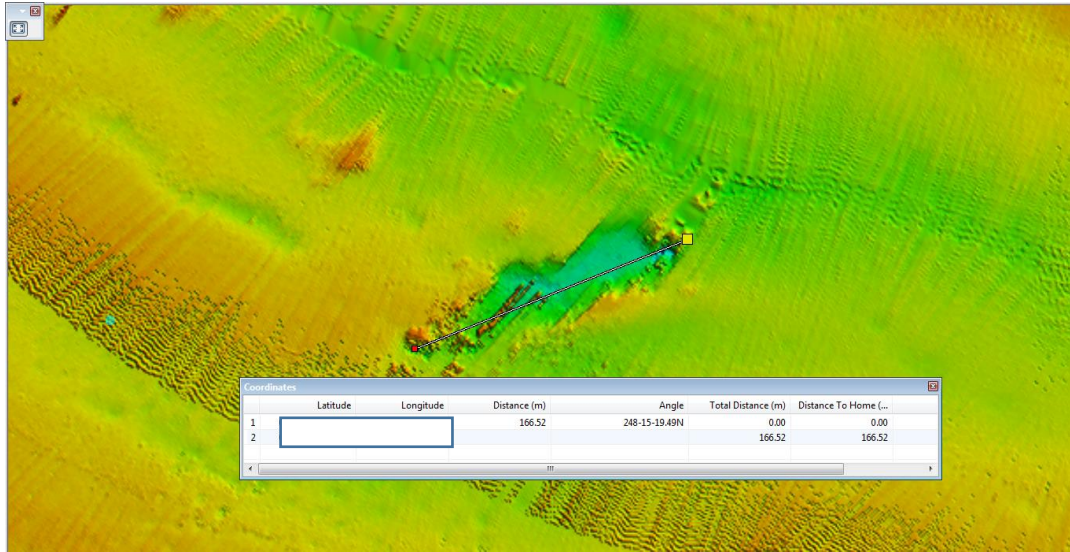 Coordinates
Latitude Longitude Distance (m) Angle Total Distance (m) Distance To Home (...
1 166.52 248-15-19.49N 0.00 0.00
2 166.52 166.52